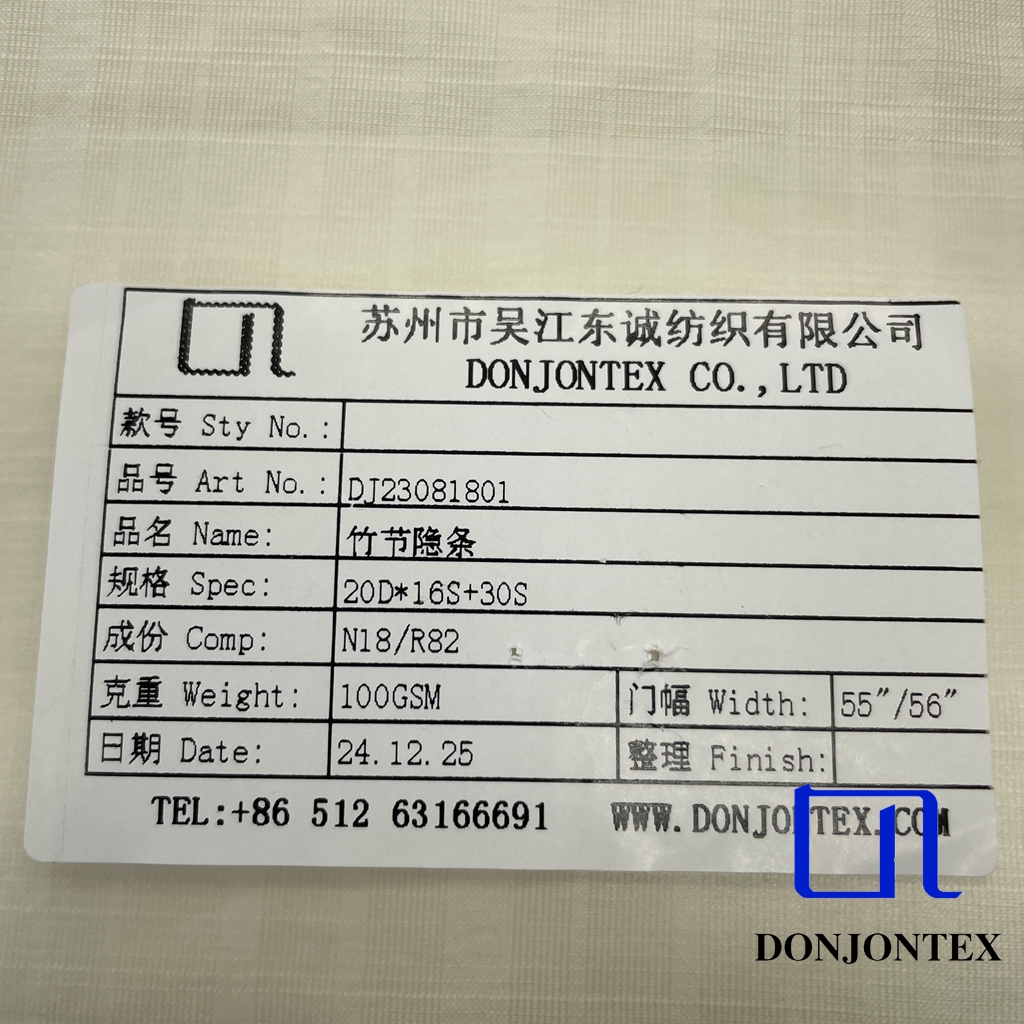 苏州市吴江东诚纺织有限公司
DONJONTEX CO.,LTD
款号 Sty No.:
品号 Art No.: DJ23081801
品名 Name: 竹节隐条
规格 Spec: 20D*16S+30S
成份 Comp: N18/R82
克重 Weight: 100GSM 门幅 Width: 55"/56"
日期 Date: 24.12.25 整理 Finish:
TEL:+86 512 63166691 WWW.DONJONTEX.COM
DONJONTEX